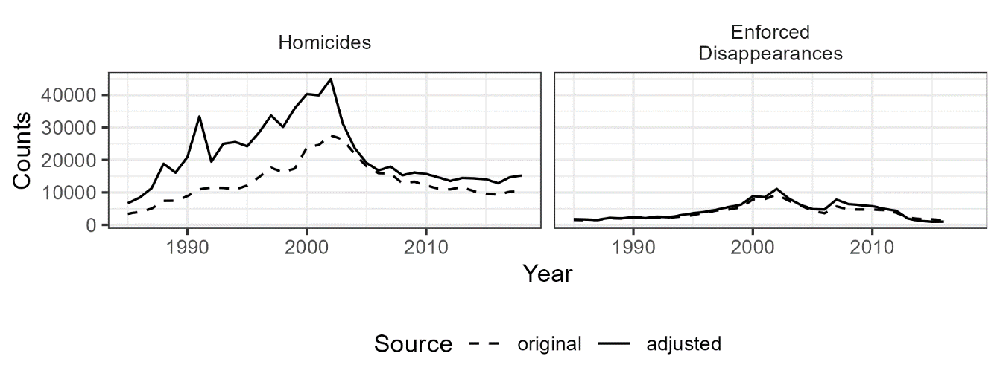 Homicides
Enforced
Disappearances
Counts
40000
30000
20000
10000
0
1990 2000 2010
1990 2000 2010
Year
Source original adjusted